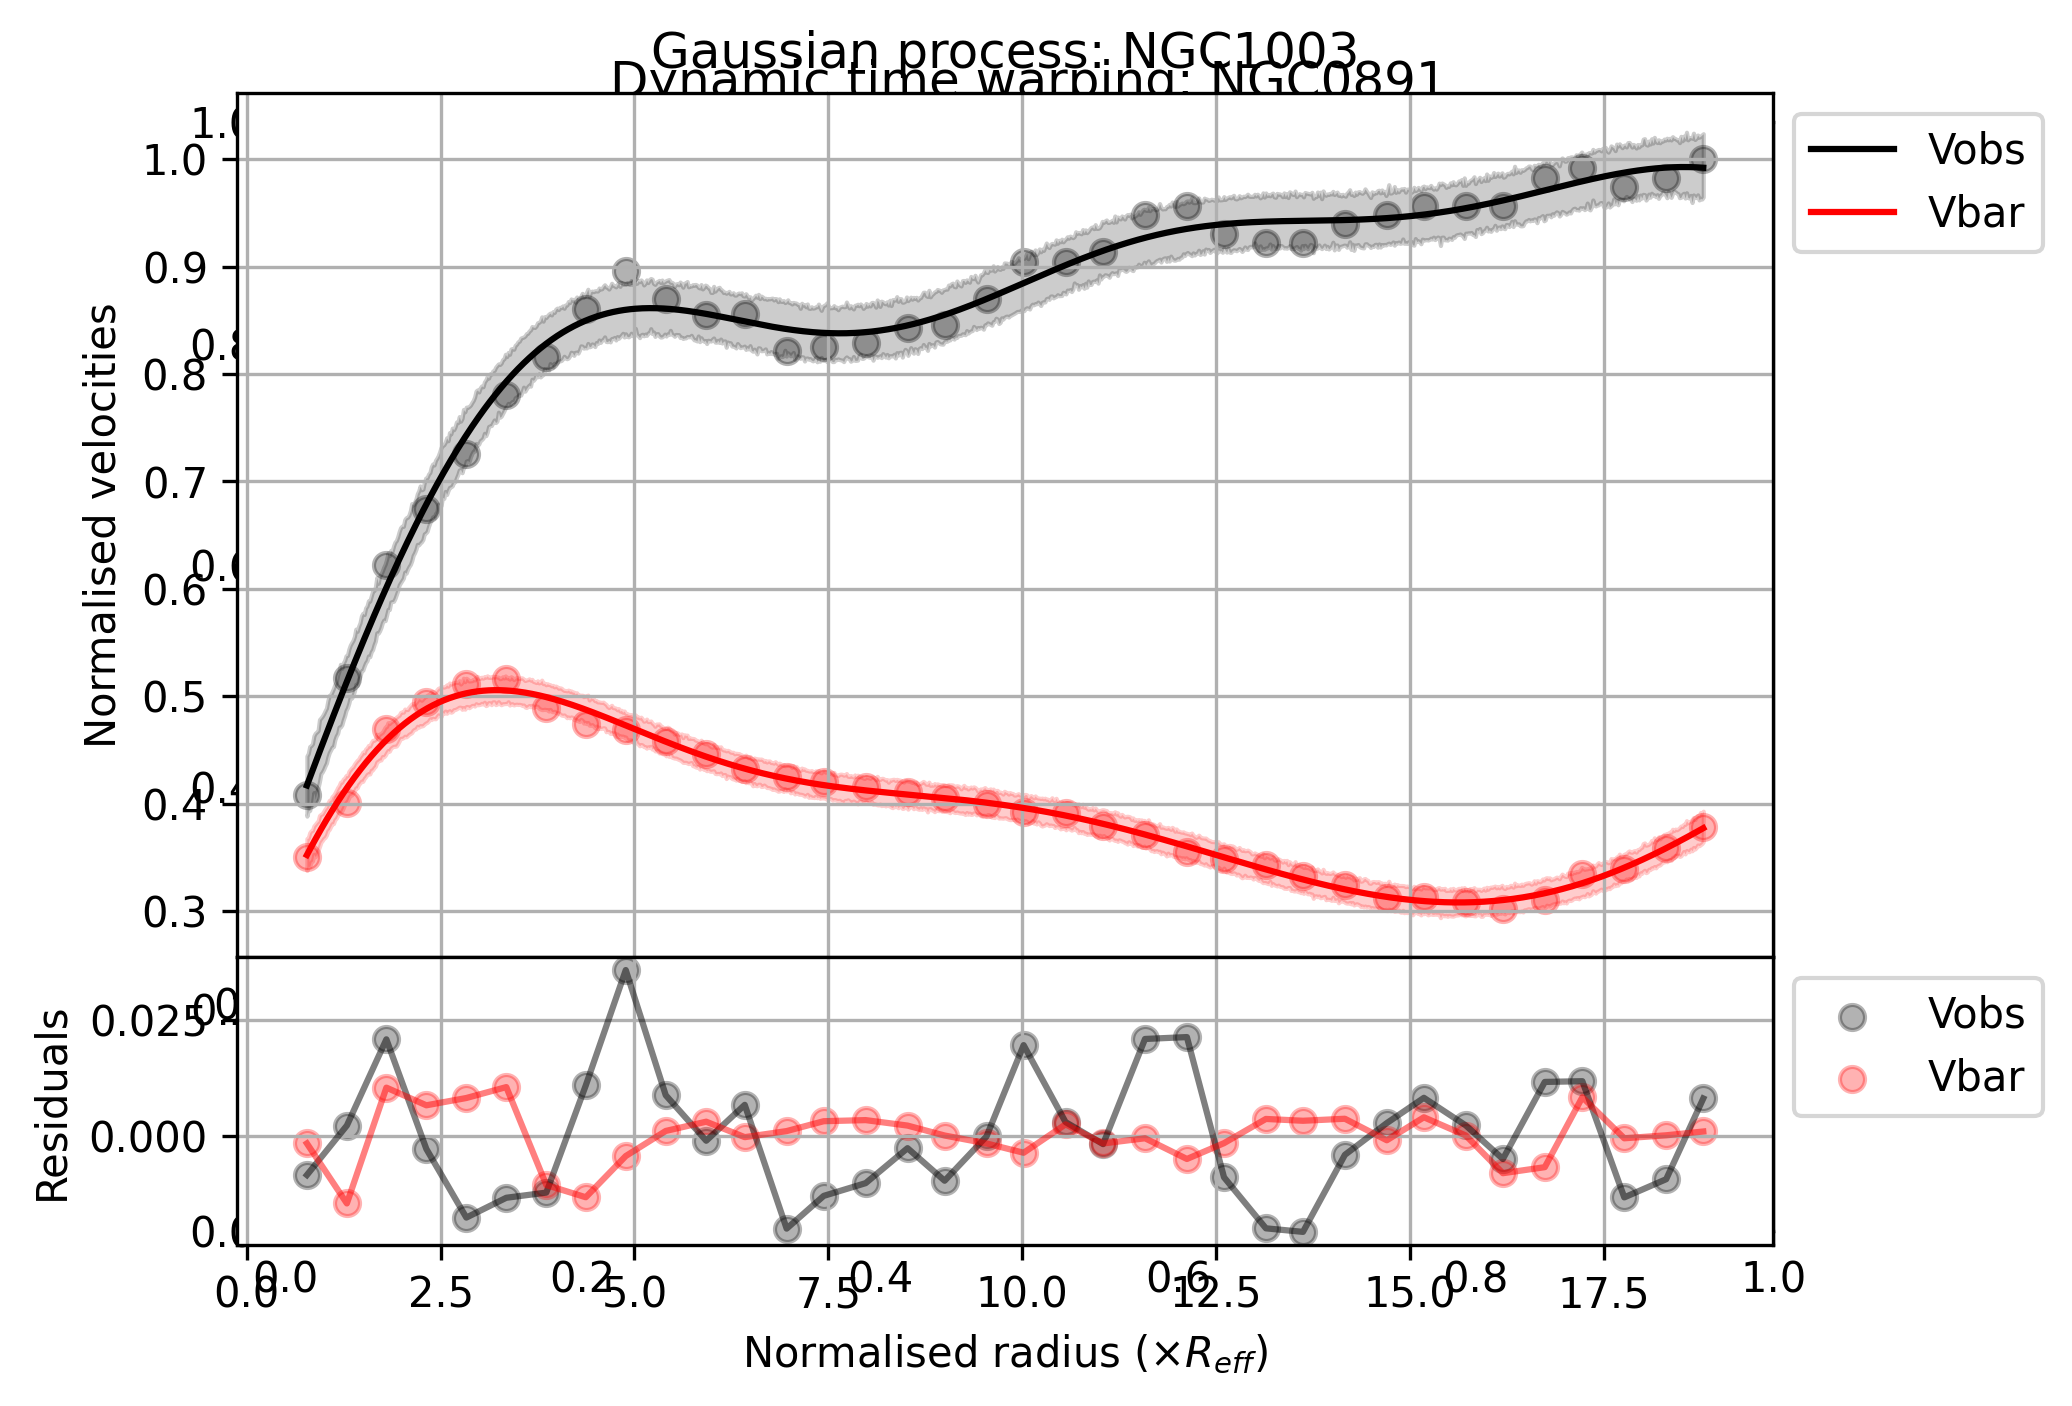 Gaussian process: NGC1003
Dynamic time warping: NGC0891
1.0
0.9
0.8
0.7
0.6
0.5
0.4
0.3
Normalised velocities
Vobs
Vbar
0.025
0.000
Residuals
Vobs
Vbar
0.0 0.2 0.4 0.6 0.8 1.0
0.0 2.5 5.0 7.5 10.0 12.5 15.0 17.5
Normalised radius (×R_eff)